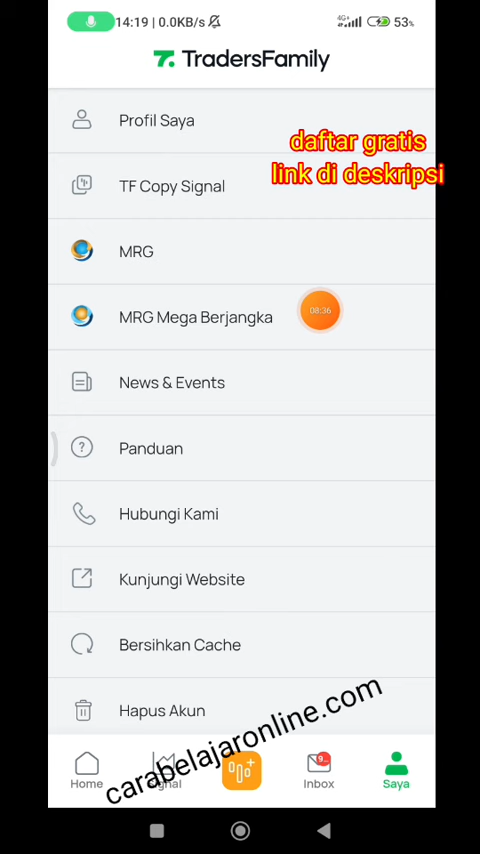 14:19 | 0.0KB/s
4G+
53%
TradersFamily
Profil Saya
daftar gratis
link di deskripsi
TF Copy Signal
MRG
MRG Mega Berjangka
08:36
News & Events
Panduan
Hubungi Kami
Kunjungi Website
Bersihkan Cache
Hapus Akun
carabelajaronline.com
Home
Signal
Inbox
Saya